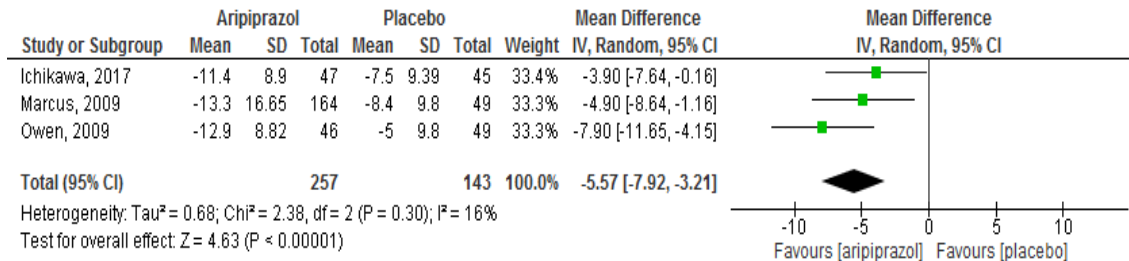 Aripiprazol Placebo Mean Difference Mean Difference
Study or Subgroup Mean SD Total Mean SD Total Weight IV, Random, 95% CI IV, Random, 95% CI
Ichikawa, 2017 -11.4 8.9 47 -7.5 9.39 45 33.4% -3.90 [-7.64, -0.16]
Marcus, 2009 -13.3 16.65 164 -8.4 9.8 49 33.3% -4.90 [-8.64, -1.16]
Owen, 2009 -12.9 8.82 46 -5 9.8 49 33.3% -7.90 [-11.65, -4.15]
Total (95% CI) 257 143 100.0% -5.57 [-7.92, -3.21]
Heterogeneity: Tau² = 0.68; Chi² = 2.38, df = 2 (P = 0.30); I² = 16%
Test for overall effect: Z = 4.63 (P < 0.00001)
-10 -5 0 5 10
Favours [aripiprazol] Favours [placebo]